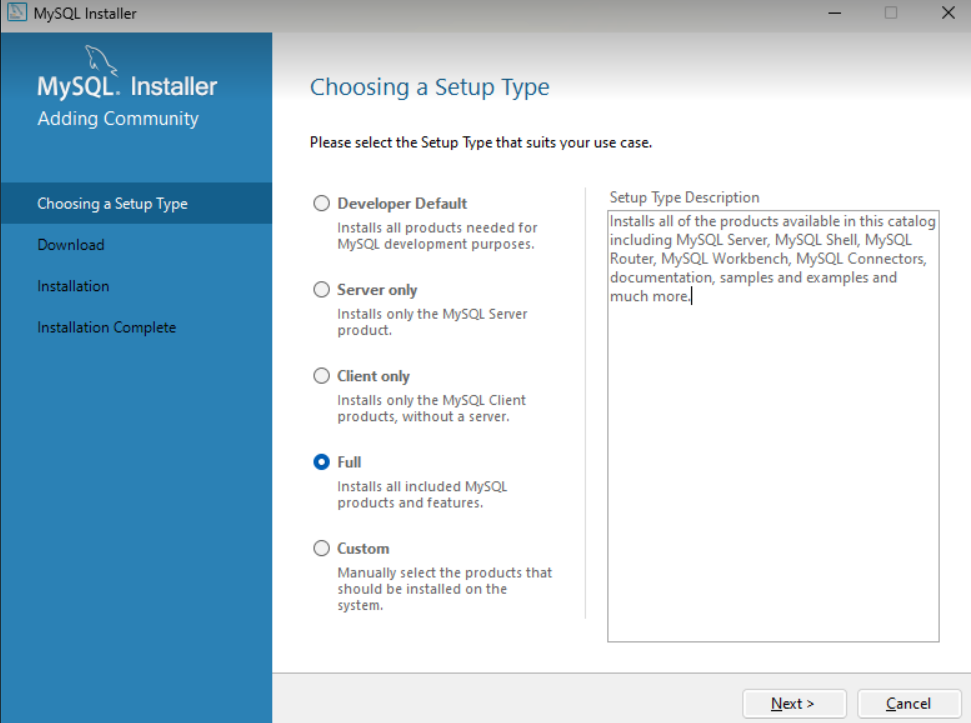 MySQL Installer
MySQL. Installer
Adding Community
Choosing a Setup Type
Download
Installation
Installation Complete
Choosing a Setup Type
Please select the Setup Type that suits your use case.
Developer Default
Installs all products needed for
MySQL development purposes.
Server only
Installs only the MySQL Server
product.
Client only
Installs only the MySQL Client
products, without a server.
Full
Installs all included MySQL
products and features.
Custom
Manually select the products that
should be installed on the
system.
Setup Type Description
Installs all of the products available in this catalog
including MySQL Server, MySQL Shell, MySQL
Router, MySQL Workbench, MySQL Connectors,
documentation, samples and examples and
much more.
Next >
Cancel